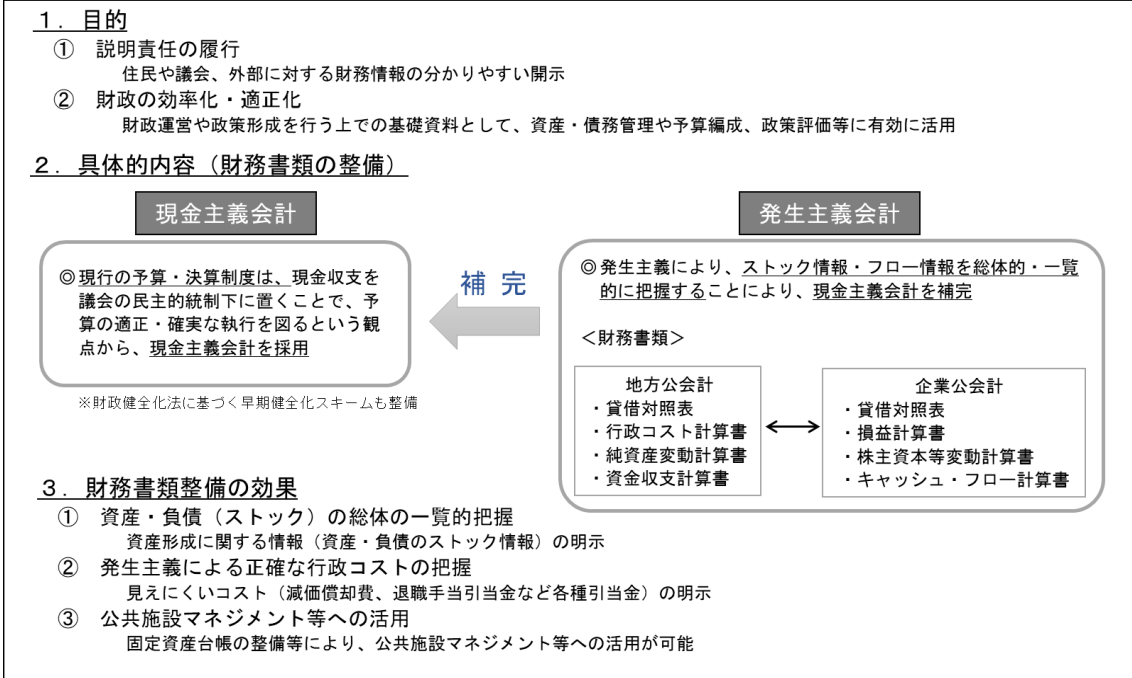 １．目的
① 説明責任の履行
住民や議会、外部に対する財務情報の分かりやすい開示
② 財政の効率化・適正化
財政運営や政策形成を行う上での基礎資料として、資産・債務管理や予算編成、政策評価等に有効に活用
２．具体的内容（財務書類の整備）
現金主義会計
◎現行の予算・決算制度は、現金収支を
議会の民主的統制下に置くことで、予
算の適正・確実な執行を図るという観
点から、現金主義会計を採用
※財政健全化法に基づく早期健全化スキームも整備
補 完
発生主義会計
◎発生主義により、ストック情報・フロー情報を総体的・一覧
的に把握することにより、現金主義会計を補完
＜財務書類＞
地方公会計
・貸借対照表
・行政コスト計算書
・純資産変動計算書
・資金収支計算書
企業公会計
・貸借対照表
・損益計算書
・株主資本等変動計算書
・キャッシュ・フロー計算書
３．財務書類整備の効果
① 資産・負債（ストック）の総体の一覧的把握
資産形成に関する情報（資産・負債のストック情報）の明示
② 発生主義による正確な行政コストの把握
見えにくいコスト（減価償却費、退職手当引当金など各種引当金）の明示
③ 公共施設マネジメント等への活用
固定資産台帳の整備等により、公共施設マネジメント等への活用が可能